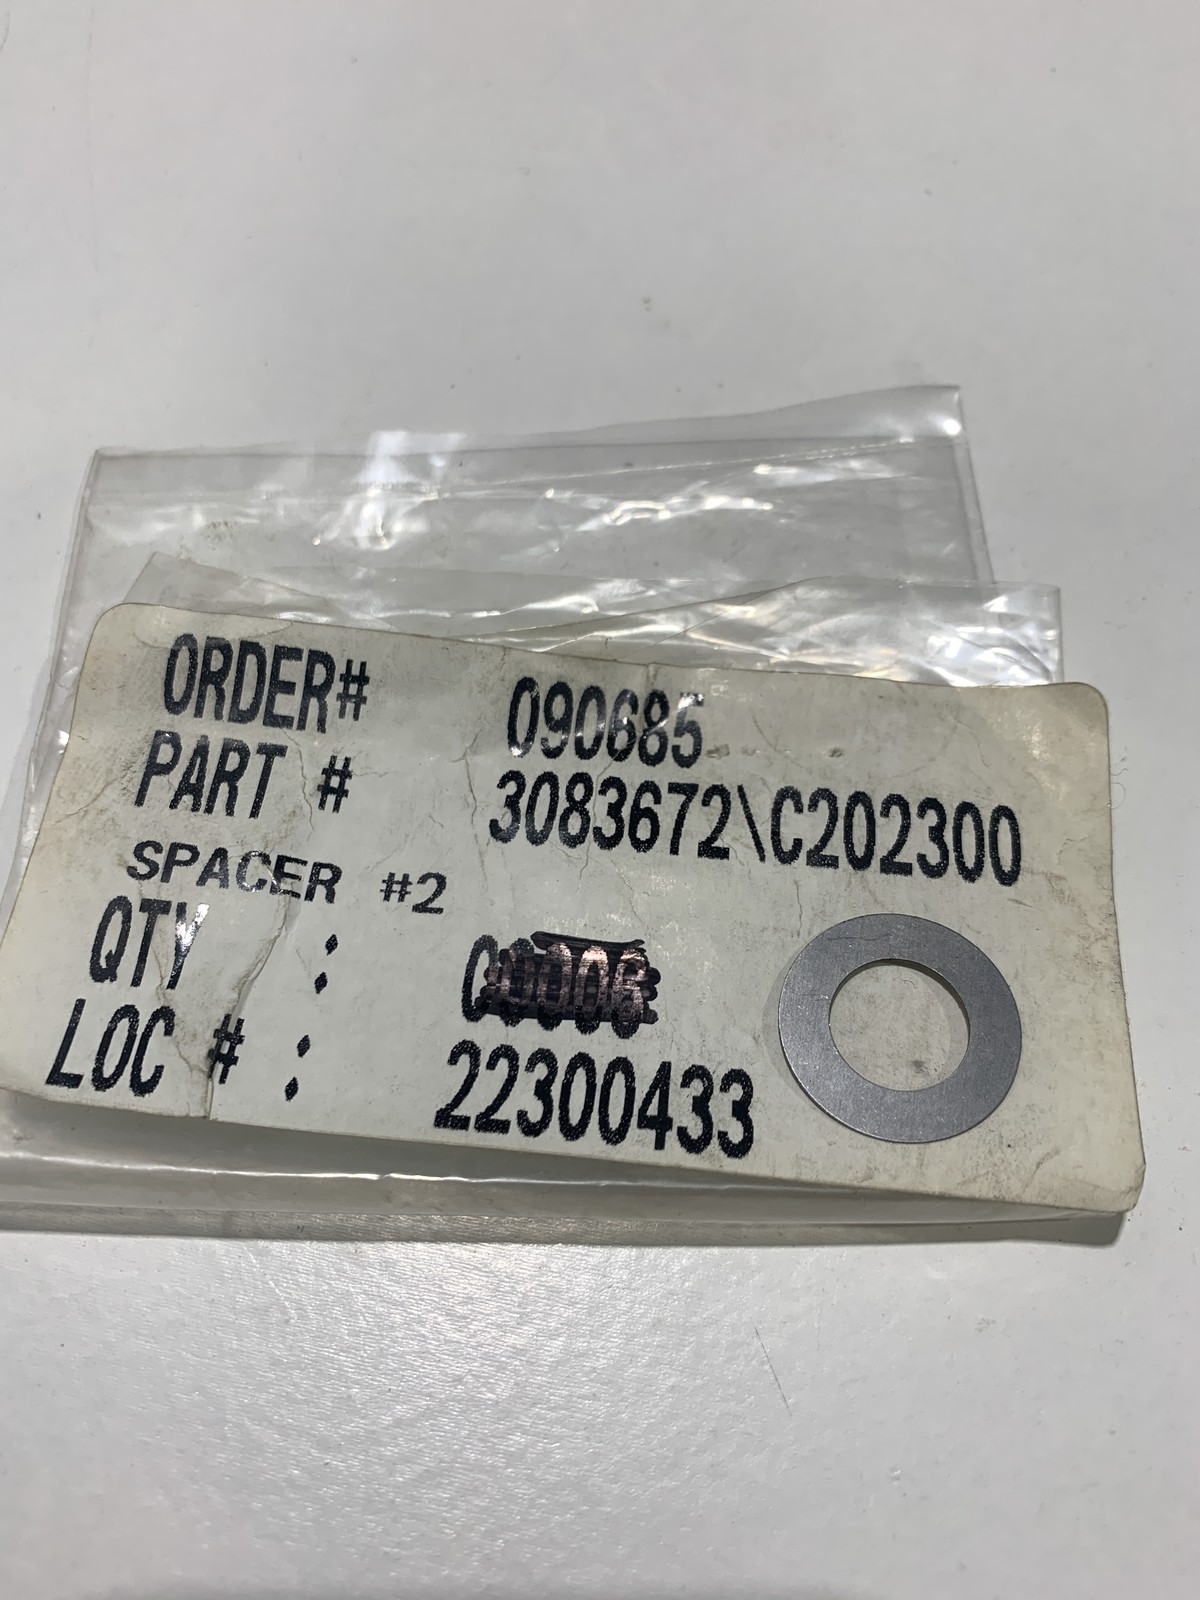 ORDER# 090685
PART # 3083672\C202300
SPACER #2
QTY :
LOC # : 22300433